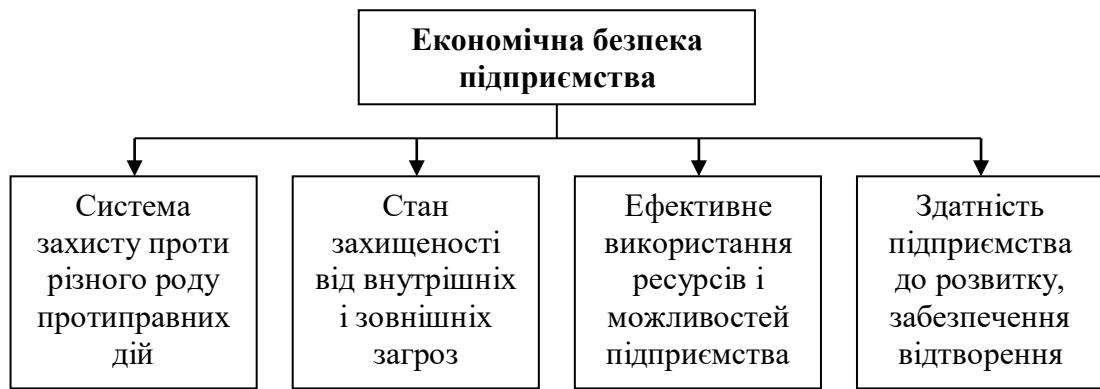 Економічна безпека
підприємства
Система
захисту проти
різного роду
протиправних
дій
Стан
захищеності
від внутрішніх
і зовнішніх
загроз
Ефективне
використання
ресурсів і
можливостей
підприємства
Здатність
підприємства
до розвитку,
забезпечення
відтворення